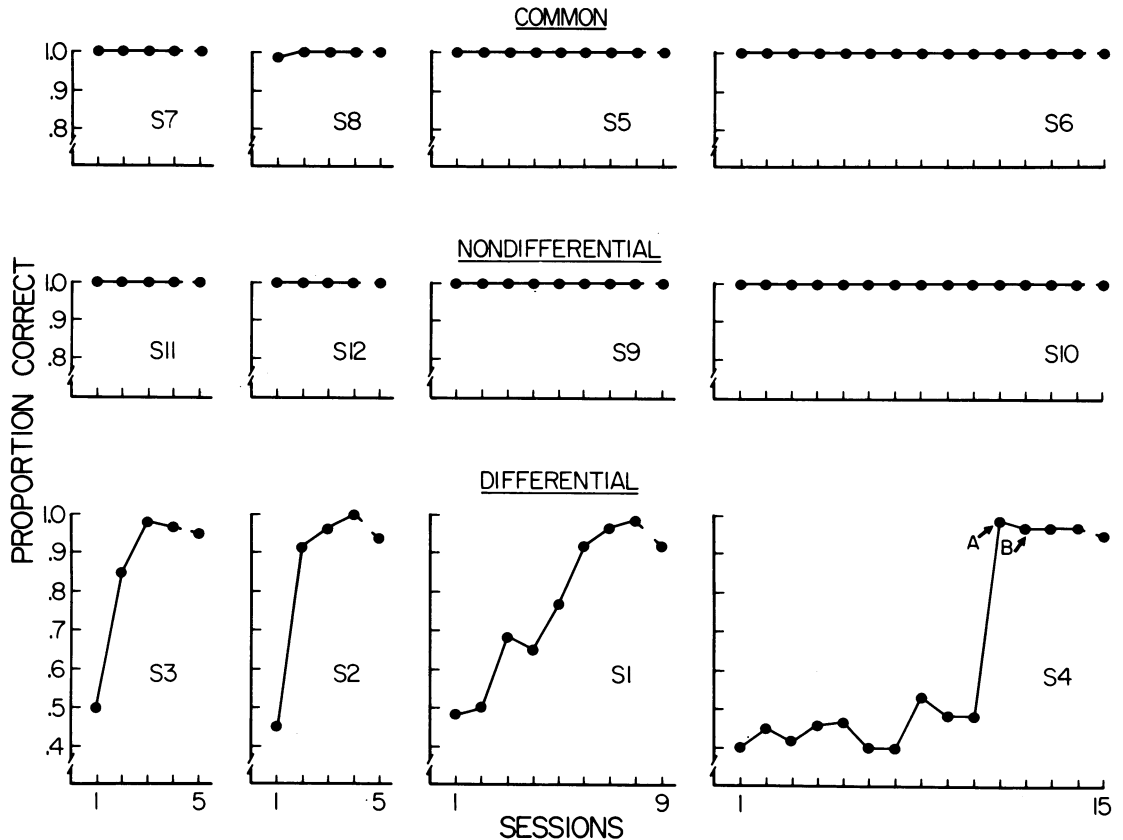 COMMON
1.0
.9
.8
S7
S8
S5
S6
NONDIFFERENTIAL
1.0
.9
.8
S11
S12
S9
S10
PROPORTION CORRECT
DIFFERENTIAL
1.0
.9
.8
.7
.6
.5
.4
S3
S2
S1
S4
A
B
1 5
1 5
1 9
1 15
SESSIONS